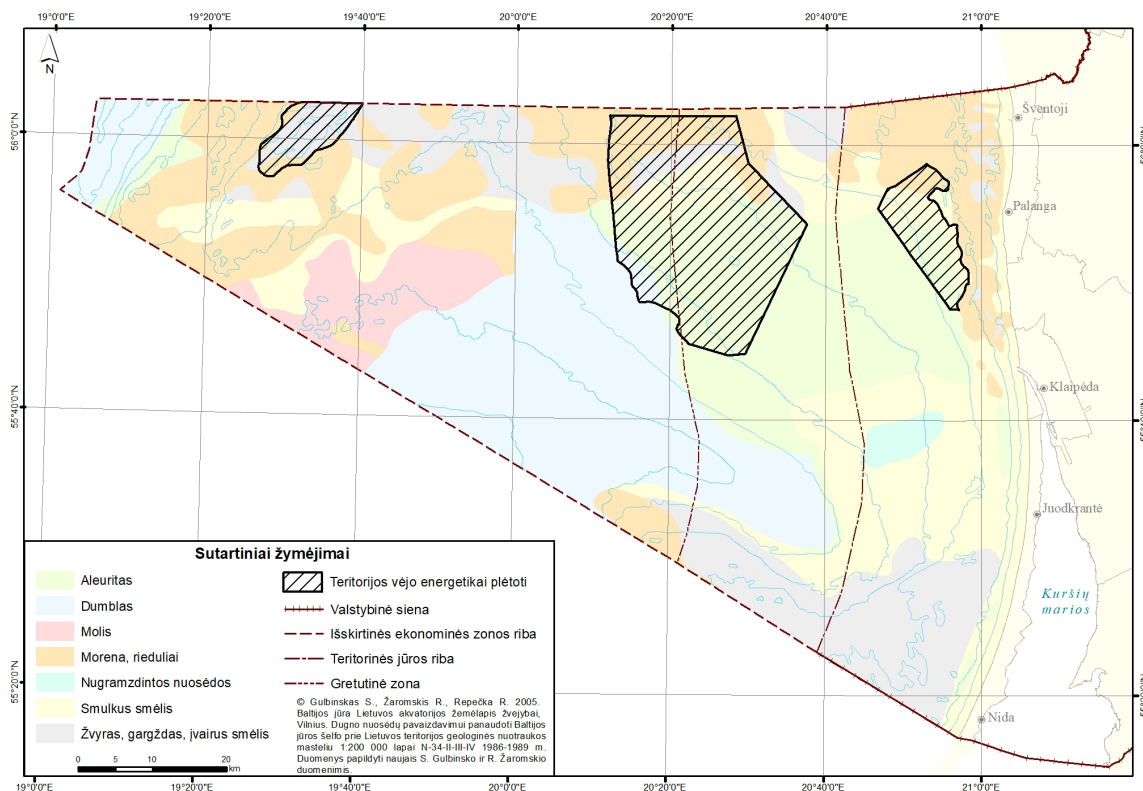 19°0'0"E
19°20'0"E
19°40'0"E
20°0'0"E
20°20'0"E
20°40'0"E
21°0'0"E
N
56°0'0"N
Šventoji
Palanga
55°40'0"N
Klaipėda
Juodkrantė
Kuršių
marios
Nida
55°20'0"N
Sutartiniai žymėjimai
Aleuritas
Dumblas
Molis
Morena, rieduliai
Nugramzdintos nuosėdos
Smulkus smėlis
Žvyras, gargždas, įvairus smėlis
0 5 10 20
km
Teritorijos vėjo energetikai plėtoti
Valstybinė siena
Išskirtinės ekonominės zonos riba
Teritorinės jūros riba
Gretutinė zona
© Gulbinskas S., Žaromskis R., Repečka R. 2005.
Baltijos jūra Lietuvos akvatorijos žemėlapis žvejybai,
Vilnius. Dugno nuosėdų pavaizdavimui panaudoti Baltijos
jūros šelfo prie Lietuvos teritorijos geologinės nuotraukos
masteliu 1:200 000 lapai N-34-II-III-IV 1986-1989 m.
Duomenys papildyti naujais S. Gulbinsko ir R. Žaromskio
duomenimis.
19°0'0"E
19°20'0"E
20°0'0"E
20°20'0"E
20°40'0"E
21°0'0"E